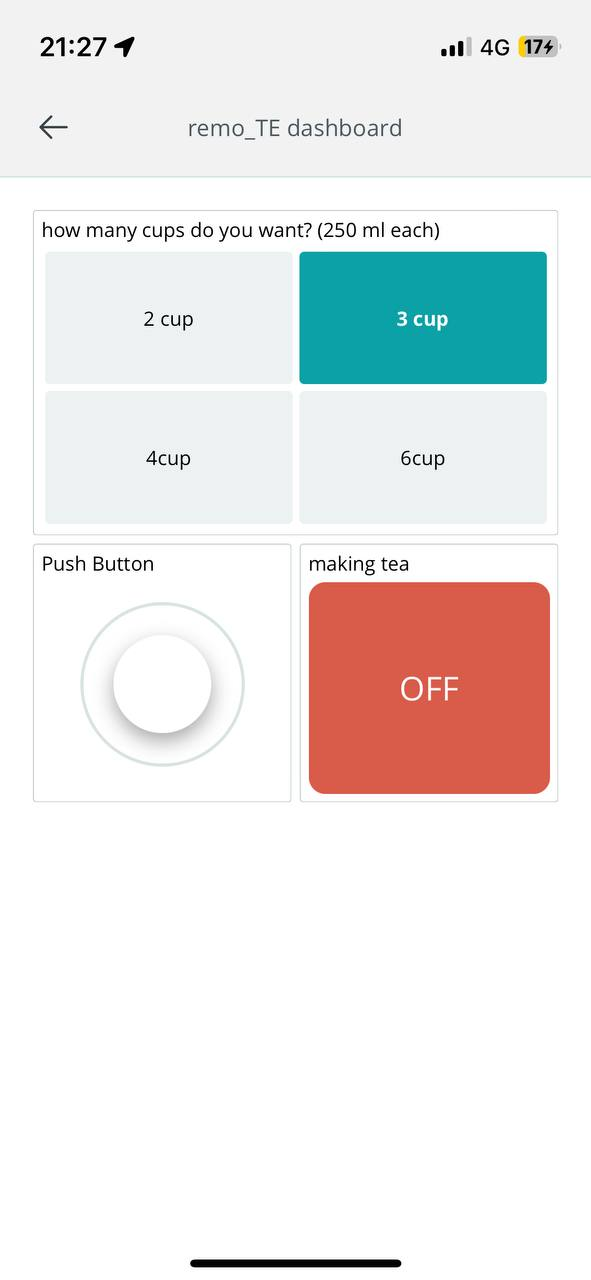 21:27
4G
17
remo_TE dashboard
how many cups do you want? (250 ml each)
2 cup
3 cup
4cup
6cup
Push Button
making tea
OFF